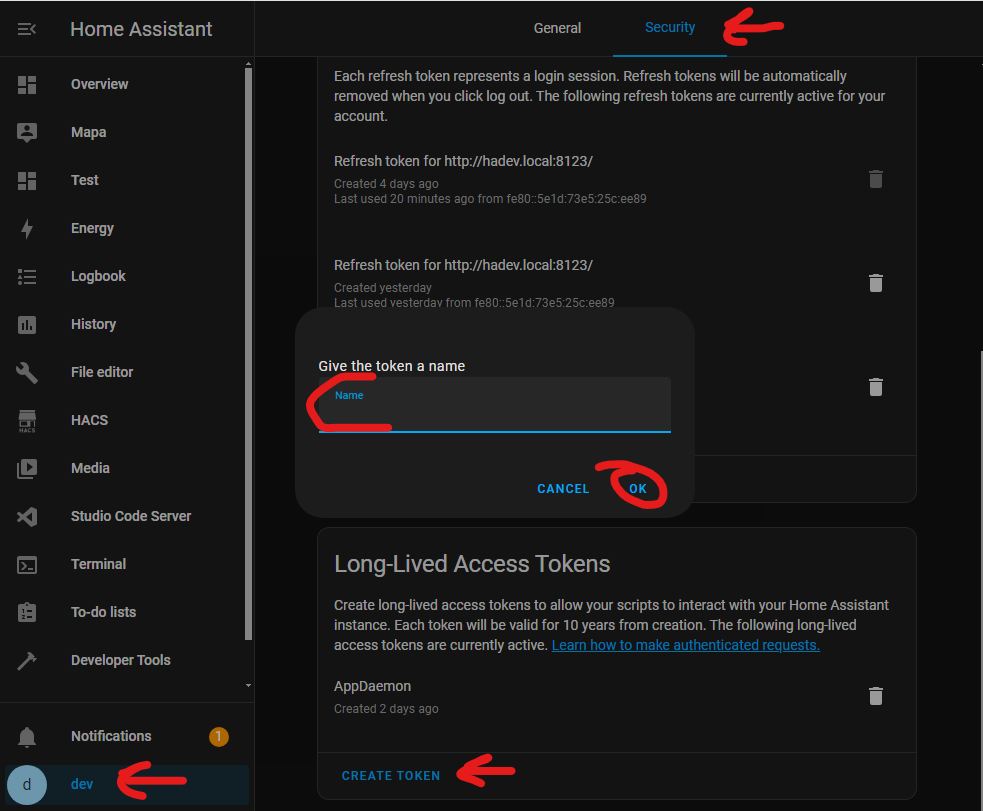 Home Assistant
Overview
Mapa
Test
Energy
Logbook
History
File editor
HACS
HACS
Media
Studio Code Server
Terminal
To-do lists
Developer Tools
Notifications
1
d
dev
General
Security
Each refresh token represents a login session. Refresh tokens will be automatically
removed when you click log out. The following refresh tokens are currently active for your
account.
Refresh token for http://hadev.local:8123/
Created 4 days ago
Last used 20 minutes ago from fe80::5e1d:73e5:25c:ee89
Refresh token for http://hadev.local:8123/
Created yesterday
Last used yesterday from fe80::5e1d:73e5:25c:ee89
Give the token a name
Name
CANCEL
OK
Long-Lived Access Tokens
Create long-lived access tokens to allow your scripts to interact with your Home Assistant
instance. Each token will be valid for 10 years from creation. The following long-lived
access tokens are currently active. Learn how to make authenticated requests.
AppDaemon
Created 2 days ago
CREATE TOKEN